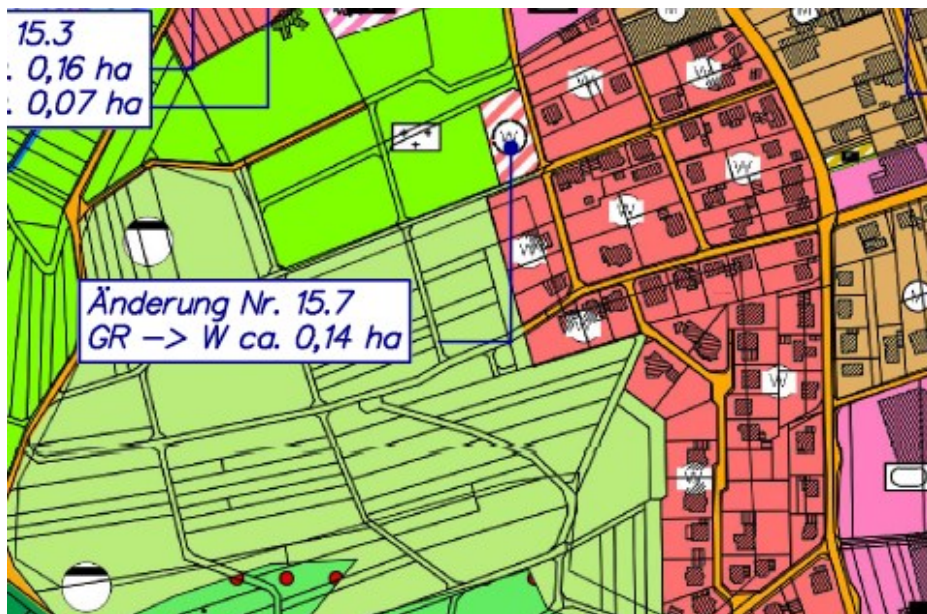 15.3
. 0,16 ha
. 0,07 ha
W
W
W
W
W
W
Änderung Nr. 15.7
GR —> W ca. 0,14 ha
W
W